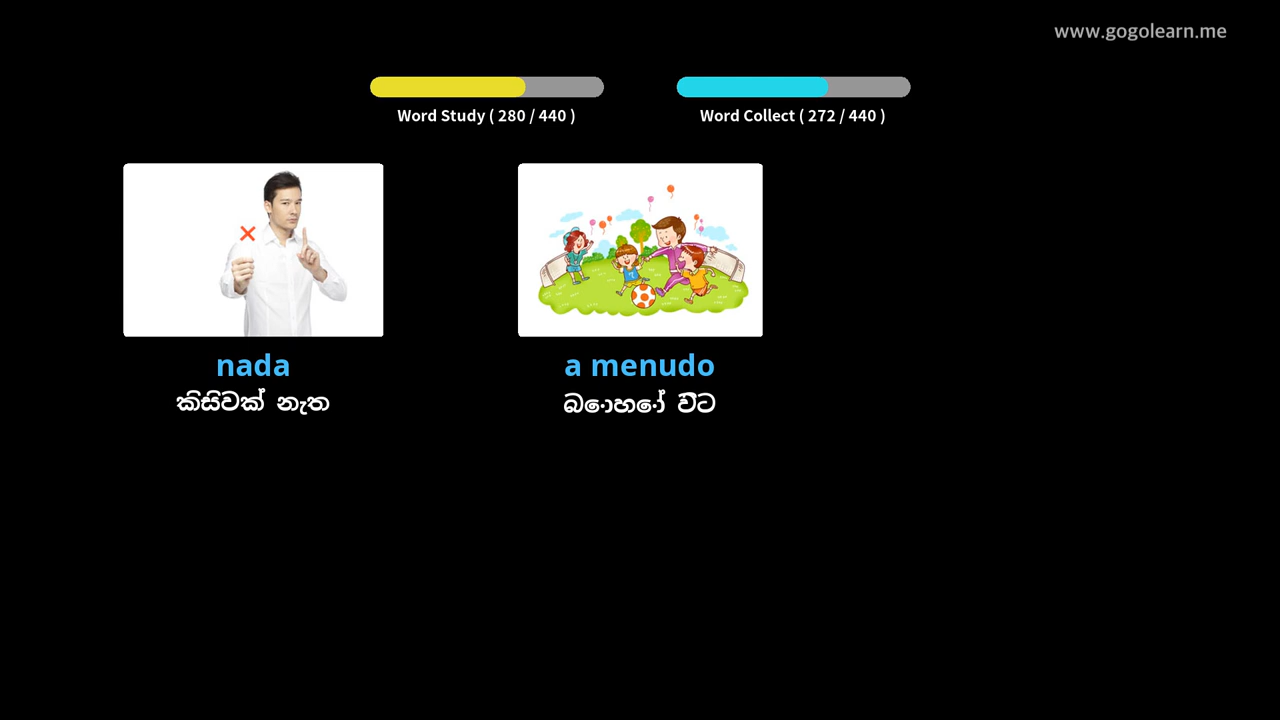 www.gogolearn.me
Word Study ( 280 / 440 )
Word Collect ( 272 / 440 )
nada
කිසිවක් නැත
a menudo
බොහෝ විට